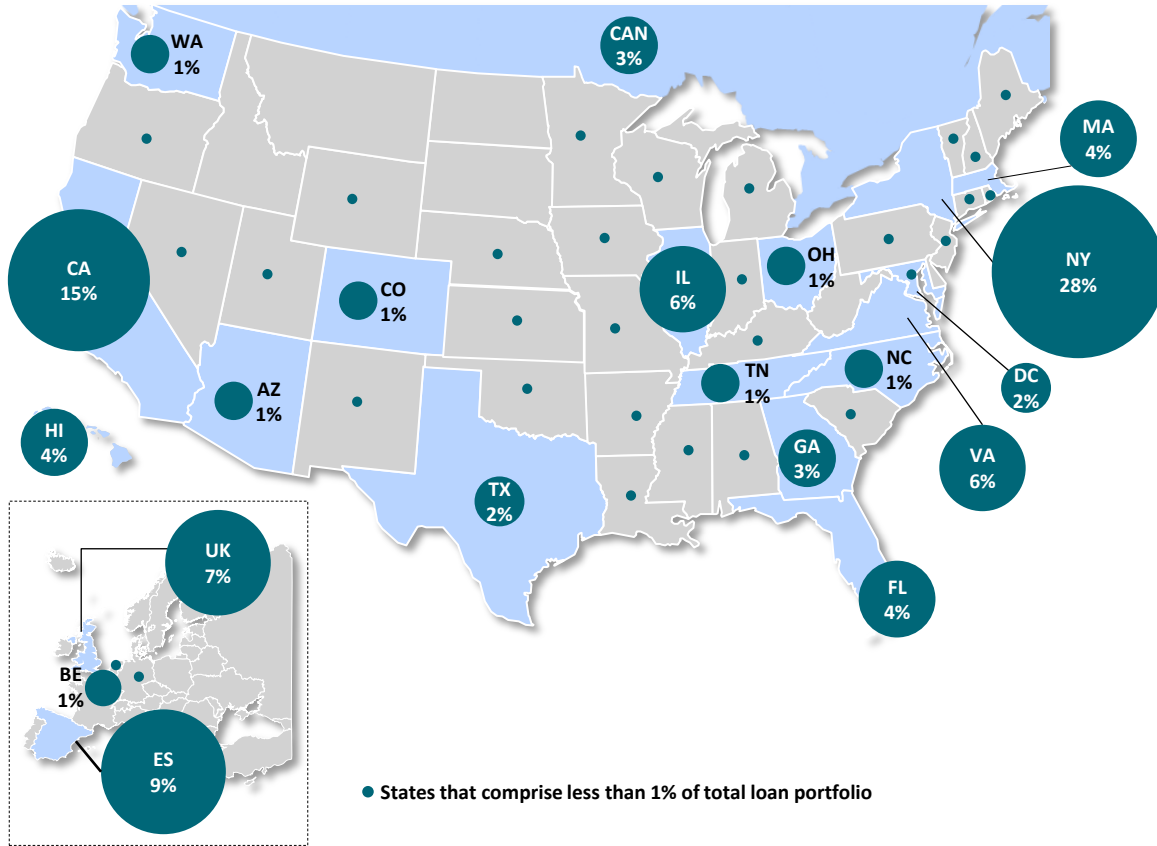 WA
1%
CAN
3%
MA
4%
CA
15%
CO
1%
IL
6%
OH
1%
NY
28%
AZ
1%
TN
1%
NC
1%
DC
2%
HI
4%
TX
2%
GA
3%
VA
6%
UK
7%
FL
4%
BE
1%
ES
9%
States that comprise less than 1% of total loan portfolio